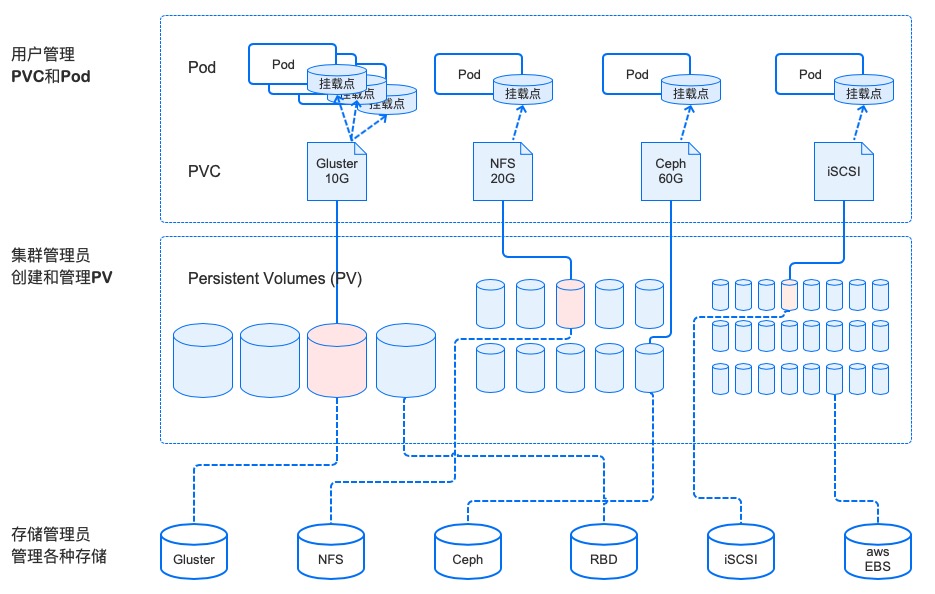 用户管理
PVC和Pod
Pod
Pod
挂载点
挂载点
挂载点
Pod
挂载点
Pod
挂载点
Pod
挂载点
PVC
Gluster
10G
NFS
20G
Ceph
60G
iSCSI
集群管理员
创建和管理PV
Persistent Volumes (PV)
存储管理员
管理各种存储
Gluster
NFS
Ceph
RBD
iSCSI
aws
EBS